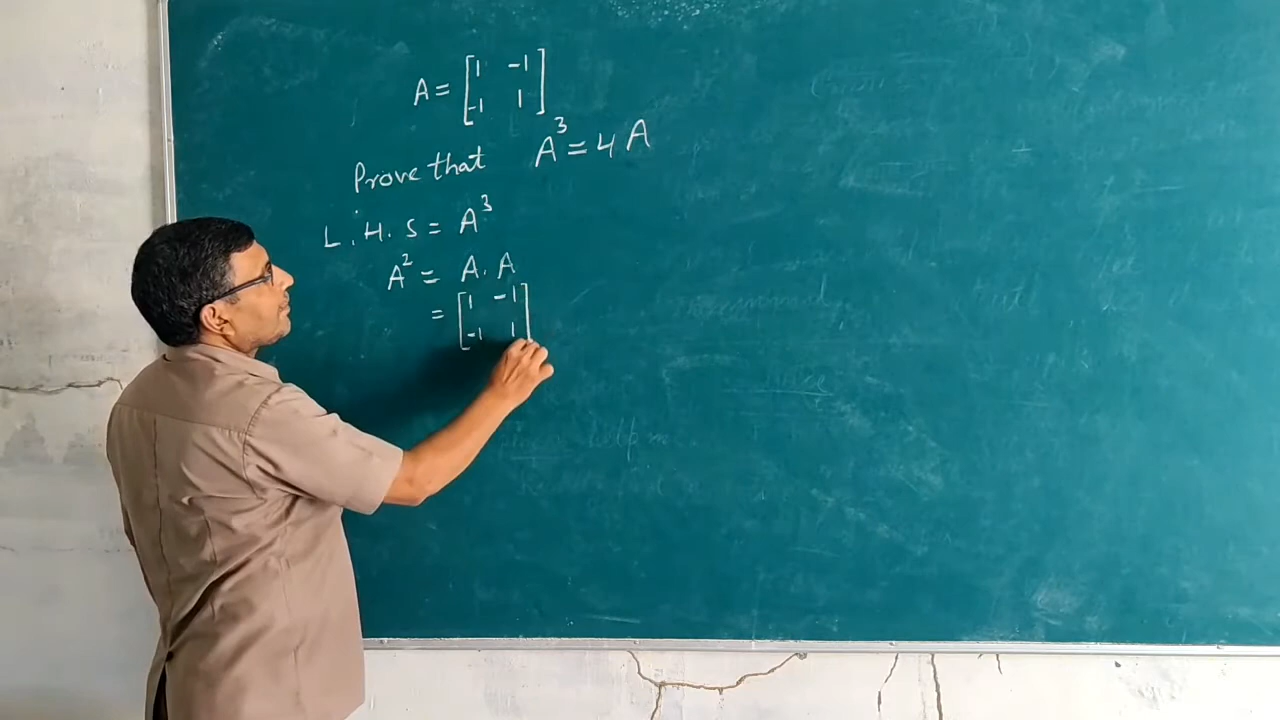 A = [1 -1
-1 1]
Prove that A³ = 4A
L.H.S = A³
A² = A.A
= [1 -1
-1 1]